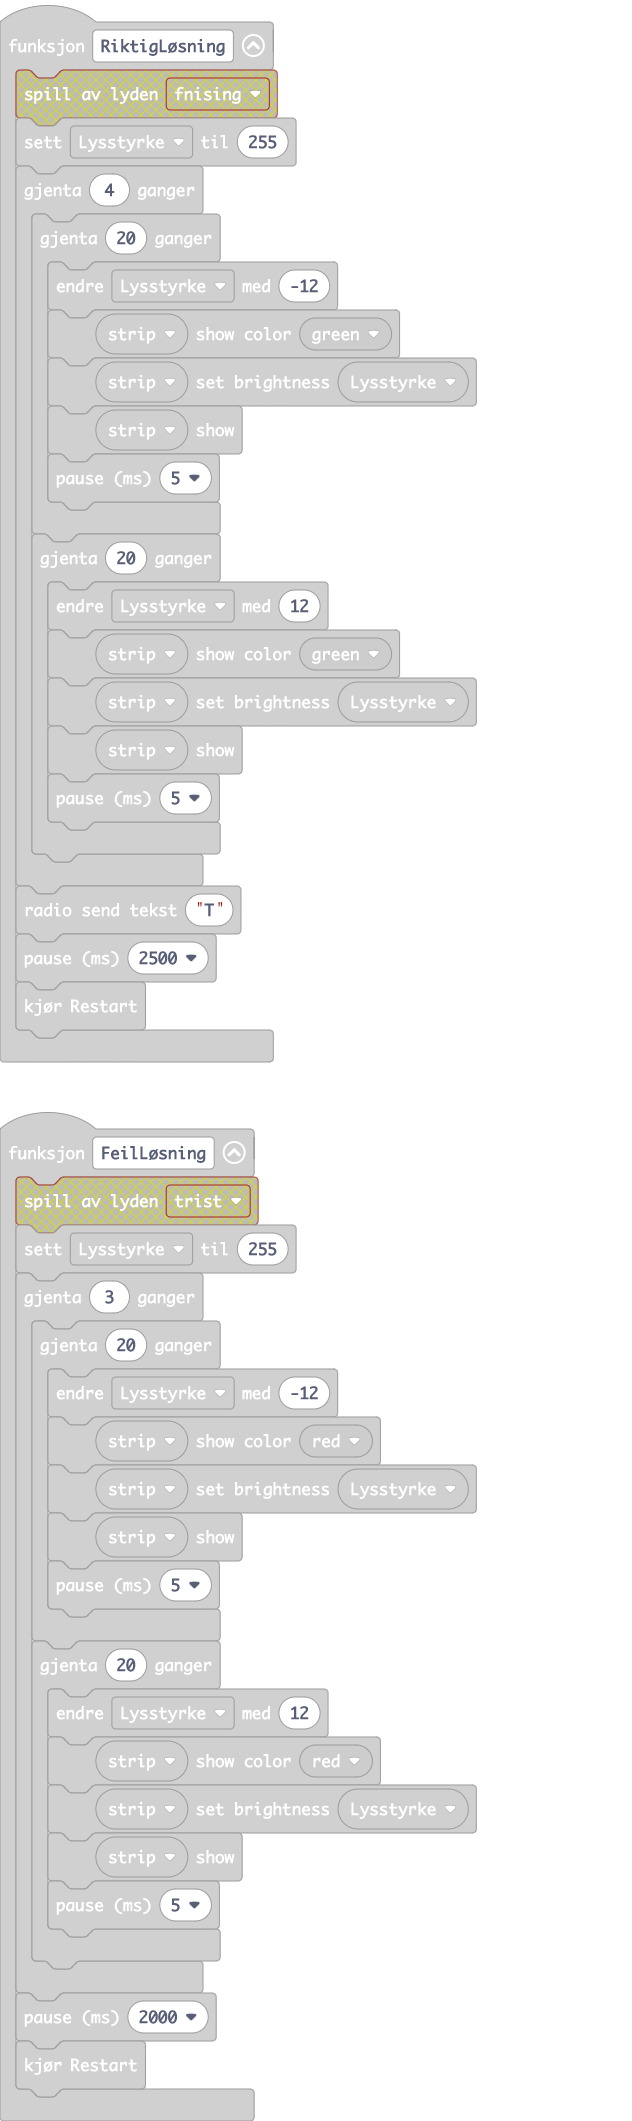 funksjon RiktigLøsning
spill av lyden fnising
sett Lysstyrke til 255
gjenta 4 ganger
gjenta 20 ganger
endre Lysstyrke med -12
strip show color green
strip set brightness Lysstyrke
strip show
pause (ms) 5
gjenta 20 ganger
endre Lysstyrke med 12
strip show color green
strip set brightness Lysstyrke
strip show
pause (ms) 5
radio send tekst "T"
pause (ms) 2500
kjør Restart
funksjon FeilLøsning
spill av lyden trist
sett Lysstyrke til 255
gjenta 3 ganger
gjenta 20 ganger
endre Lysstyrke med -12
strip show color red
strip set brightness Lysstyrke
strip show
pause (ms) 5
gjenta 20 ganger
endre Lysstyrke med 12
strip show color red
strip set brightness Lysstyrke
strip show
pause (ms) 5
pause (ms) 2000
kjør Restart